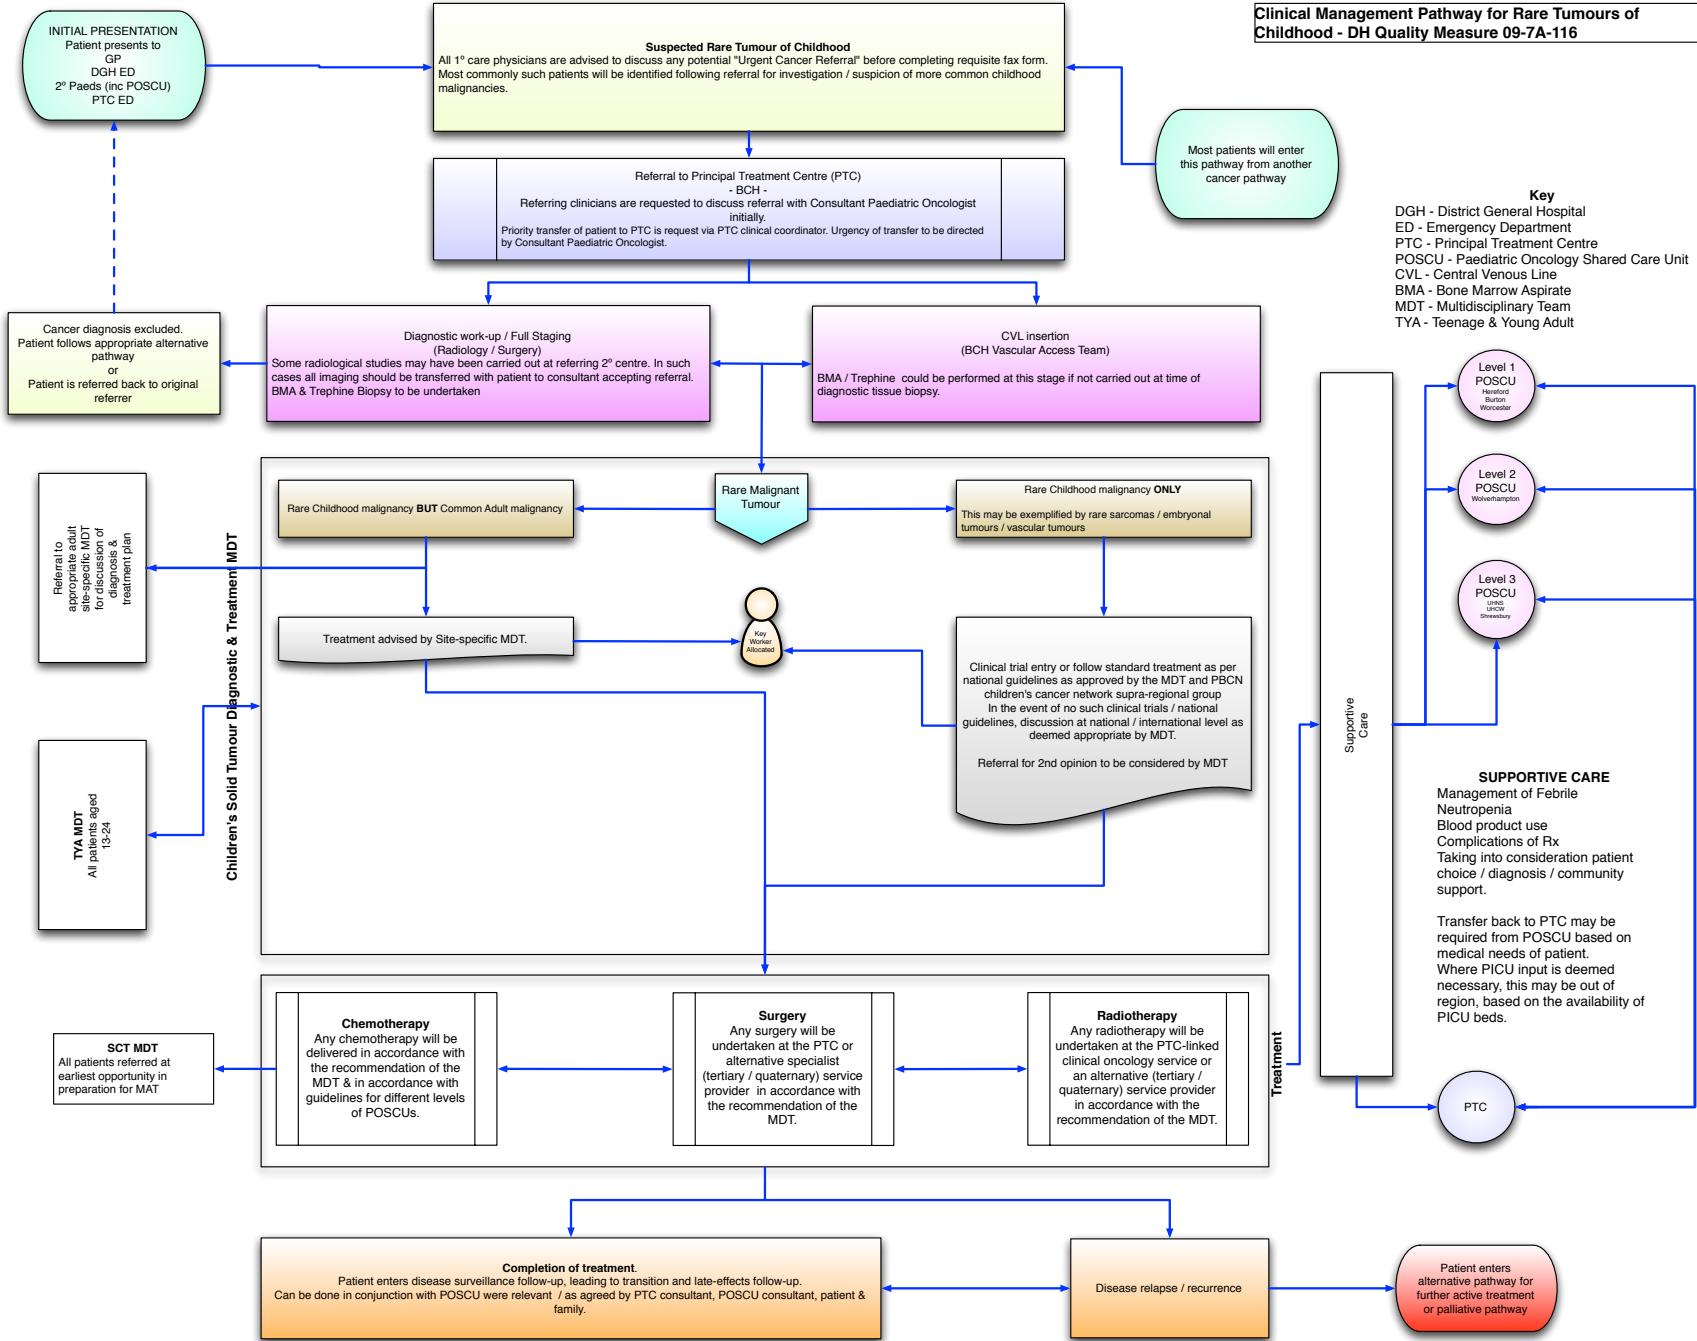 Clinical Management Pathway for Rare Tumours of
Childhood - DH Quality Measure 09-7A-116
INITIAL PRESENTATION
Patient presents to
GP
DGH ED
2º Paeds (inc POSCU)
PTC ED
Suspected Rare Tumour of Childhood
All 1º care physicians are advised to discuss any potential "Urgent Cancer Referral" before completing requisite fax form.
Most commonly such patients will be identified following referral for investigation / suspicion of more common childhood
malignancies.
Most patients will enter
this pathway from another
cancer pathway
Referral to Principal Treatment Centre (PTC)
- BCH -
Referring clinicians are requested to discuss referral with Consultant Paediatric Oncologist
initially.
Priority transfer of patient to PTC is request via PTC clinical coordinator. Urgency of transfer to be directed
by Consultant Paediatric Oncologist.
Key
DGH - District General Hospital
ED - Emergency Department
PTC - Principal Treatment Centre
POSCU - Paediatric Oncology Shared Care Unit
CVL - Central Venous Line
BMA - Bone Marrow Aspirate
MDT - Multidisciplinary Team
TYA - Teenage & Young Adult
Cancer diagnosis excluded.
Patient follows appropriate alternative
pathway
or
Patient is referred back to original
referrer
Diagnostic work-up / Full Staging
(Radiology / Surgery)
Some radiological studies may have been carried out at referring 2º centre. In such
cases all imaging should be transferred with patient to consultant accepting referral.
BMA & Trephine Biopsy to be undertaken
CVL insertion
(BCH Vascular Access Team)
BMA / Trephine  could be performed at this stage if not carried out at time of
diagnostic tissue biopsy.
Level 1
POSCU
Hereford
Burton
Worcester
Level 2
POSCU
Wolverhampton
Level 3
POSCU
UHNS
UHCW
Shrewsbury
Referral to
appropriate adult
site-specific MDT
for discussion of
diagnosis &
treatment plan
Children's Solid Tumour Diagnostic & Treatment MDT
Rare Childhood malignancy BUT Common Adult malignancy
Rare Malignant
Tumour
Rare Childhood malignancy ONLY
This may be exemplified by rare sarcomas / embryonal
tumours / vascular tumours
Treatment advised by Site-specific MDT.
Key
Worker
Allocated
Clinical trial entry or follow standard treatment as per
national guidelines as approved by the MDT and PBCN
children's cancer network supra-regional group
In the event of no such clinical trials / national
guidelines, discussion at national / international level as
deemed appropriate by MDT.
Referral for 2nd opinion to be considered by MDT
TYA MDT
All patients aged
13-24
Supportive
Care
SUPPORTIVE CARE
Management of Febrile
Neutropenia
Blood product use
Complications of Rx
Taking into consideration patient
choice / diagnosis / community
support.
Transfer back to PTC may be
required from POSCU based on
medical needs of patient.
Where PICU input is deemed
necessary, this may be out of
region, based on the availability of
PICU beds.
PTC
SCT MDT
All patients referred at
earliest opportunity in
preparation for MAT
Chemotherapy
Any chemotherapy will be
delivered in accordance with
the recommendation of the
MDT & in accordance with
guidelines for different levels
of POSCUs.
Surgery
Any surgery will be
undertaken at the PTC or
alternative specialist
(tertiary / quaternary) service
provider  in accordance with
the recommendation of the
MDT.
Radiotherapy
Any radiotherapy will be
undertaken at the PTC-linked
clinical oncology service or
an alternative (tertiary /
quaternary) service provider
in accordance with the
recommendation of the MDT.
Treatment
Completion of treatment.
Patient enters disease surveillance follow-up, leading to transition and late-effects follow-up.
Can be done in conjunction with POSCU were relevant  / as agreed by PTC consultant, POSCU consultant, patient &
family.
Disease relapse / recurrence
Patient enters
alternative pathway for
further active treatment
or palliative pathway